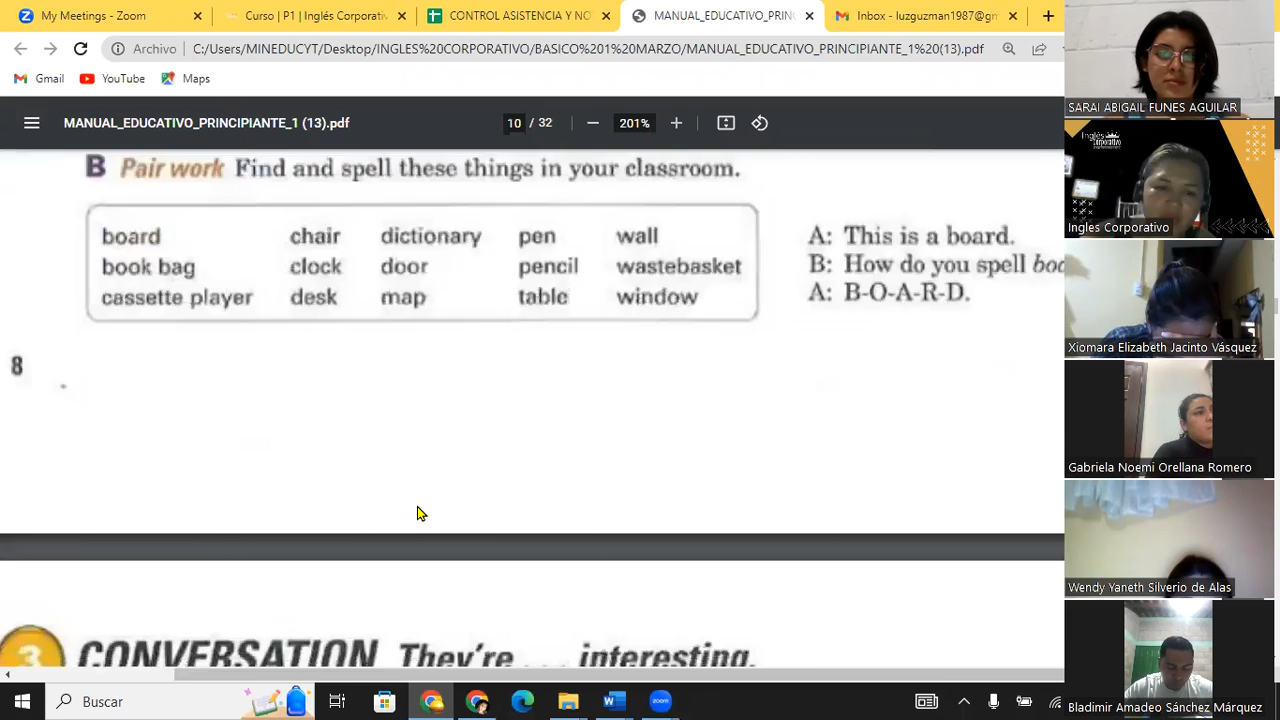 My Meetings - Zoom
Curso | P1 | Inglés Corporativ
CONTROL ASISTENCIA Y NO
MANUAL_EDUCATIVO_PRIN
Inbox - luzguzman1987@gm
Archivo
C:/Users/MINEDUCYT/Desktop/INGLES%20CORPORATIVO/BASICO%201%20MARZO/MANUAL_EDUCATIVO_PRINCIPIANTE_1%20(13).pdf
Gmail
YouTube
Maps
MANUAL_EDUCATIVO_PRINCIPIANTE_1 (13).pdf
10 / 32
201%
B Pair work Find and spell these things in your classroom.
board chair dictionary pen wall
book bag clock door pencil wastebasket
cassette player desk map table window
A: This is a board.
B: How do you spell boa
A: B-O-A-R-D.
8
3 CONVERSATION They're . . . interesting.
Buscar
zoom
SARAI ABIGAIL FUNES AGUILAR
Inglés
Corporativo
Ingles Corporativo
Xiomara Elizabeth Jacinto Vásquez
Gabriela Noemi Orellana Romero
Wendy Yaneth Silverio de Alas
Bladimir Amadeo Sánchez Márquez